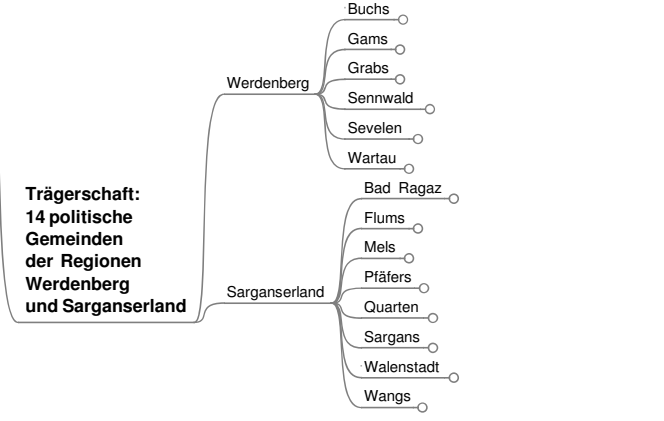 Buchs
Gams
Grabs
Werdenberg
Sennwald
Sevelen
Wartau
Trägerschaft:
14 politische
Gemeinden
der Regionen
Werdenberg
und Sarganserland
Bad Ragaz
Flums
Mels
Pfäfers
Sarganserland
Quarten
Sargans
Walenstadt
Wangs